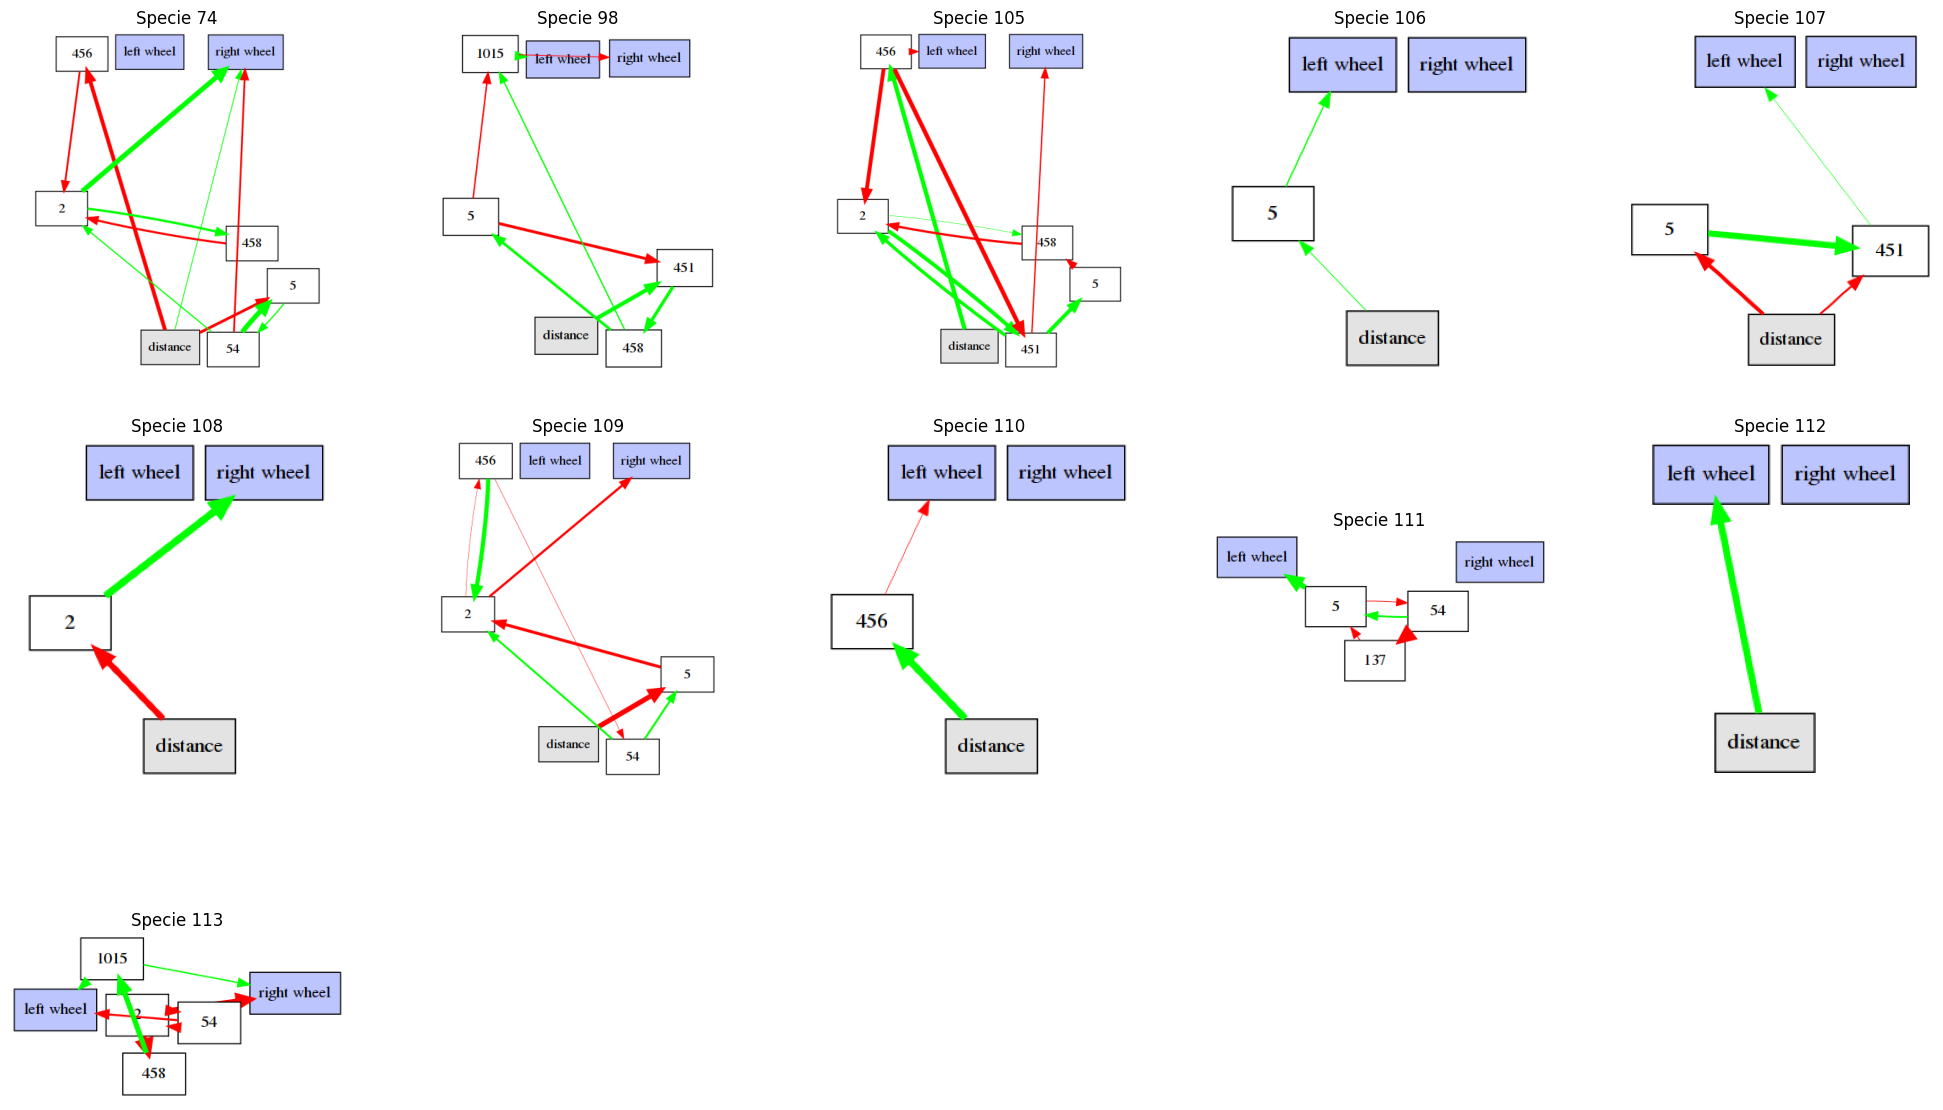 Specie 74
456
left wheel
right wheel
2
458
5
distance
54
Specie 98
1015
left wheel
right wheel
5
451
distance
458
Specie 105
456
left wheel
right wheel
2
458
5
distance
451
Specie 106
left wheel
right wheel
5
distance
Specie 107
left wheel
right wheel
5
451
distance
Specie 108
left wheel
right wheel
2
distance
Specie 109
456
left wheel
right wheel
2
5
distance
54
Specie 110
left wheel
right wheel
456
distance
Specie 111
left wheel
right wheel
5
54
137
Specie 112
left wheel
right wheel
distance
Specie 113
1015
left wheel
right wheel
2
54
458